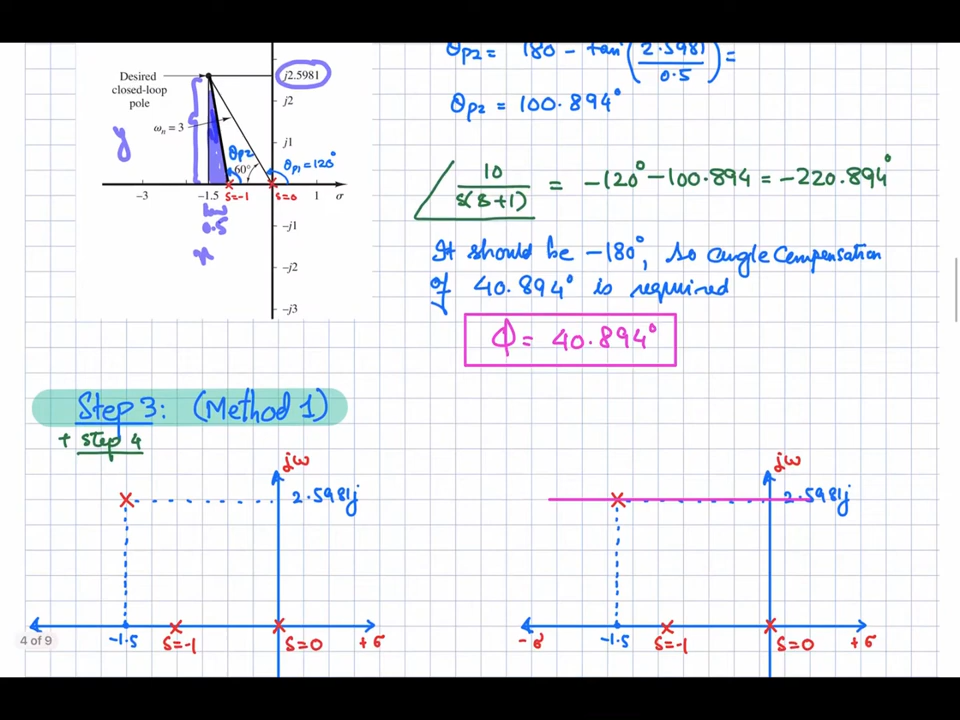 Desired
closed-loop
pole
j2.5981
j2
ωn = 3
y
j1
θp2
60°
θp1=120°
-3
-1.5
S=-1
S=0
1
σ
0.5
x
-j1
-j2
-j3
θp2 = 180 - tan(2.5981
0.5) =
θp2 = 100.894°
10
s(s+1)
= -120° -100.894 = -220.894°
It should be -180°, so angle compensation
of 40.894° is required
Φ = 40.894°
Step 3: (Method 1)
+ step 4
jω
2.5981j
-1.5
S=-1
S=0
+σ
jω
2.5981j
-σ
-1.5
S=-1
S=0
+σ
4 of 9